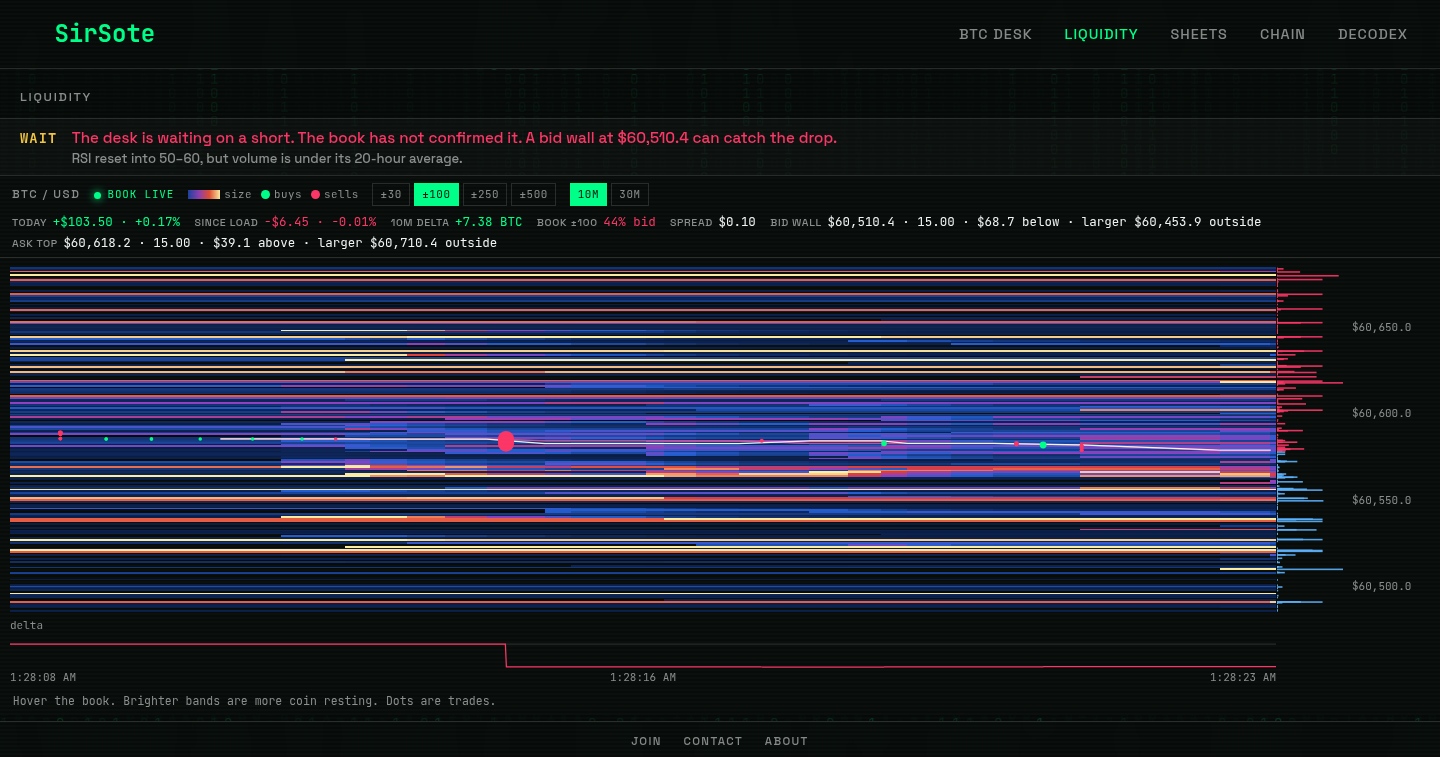 SirSote
BTC DESK LIQUIDITY SHEETS CHAIN DECODEX
LIQUIDITY
WAIT The desk is waiting on a short. The book has not confirmed it. A bid wall at $60,510.4 can catch the drop.
RSI reset into 50–60, but volume is under its 20-hour average.
BTC / USD BOOK LIVE size buys sells ±30 ±100 ±250 ±500 10M 30M
TODAY +$103.50 · +0.17% SINCE LOAD -$6.45 · -0.01% 10M DELTA +7.38 BTC BOOK ±100 44% bid SPREAD $0.10 BID WALL $60,510.4 · 15.00 · $68.7 below · larger $60,453.9 outside
ASK TOP $60,618.2 · 15.00 · $39.1 above · larger $60,710.4 outside
$60,650.0
$60,600.0
$60,550.0
$60,500.0
delta
1:28:08 AM 1:28:16 AM 1:28:23 AM
Hover the book. Brighter bands are more coin resting. Dots are trades.
JOIN CONTACT ABOUT